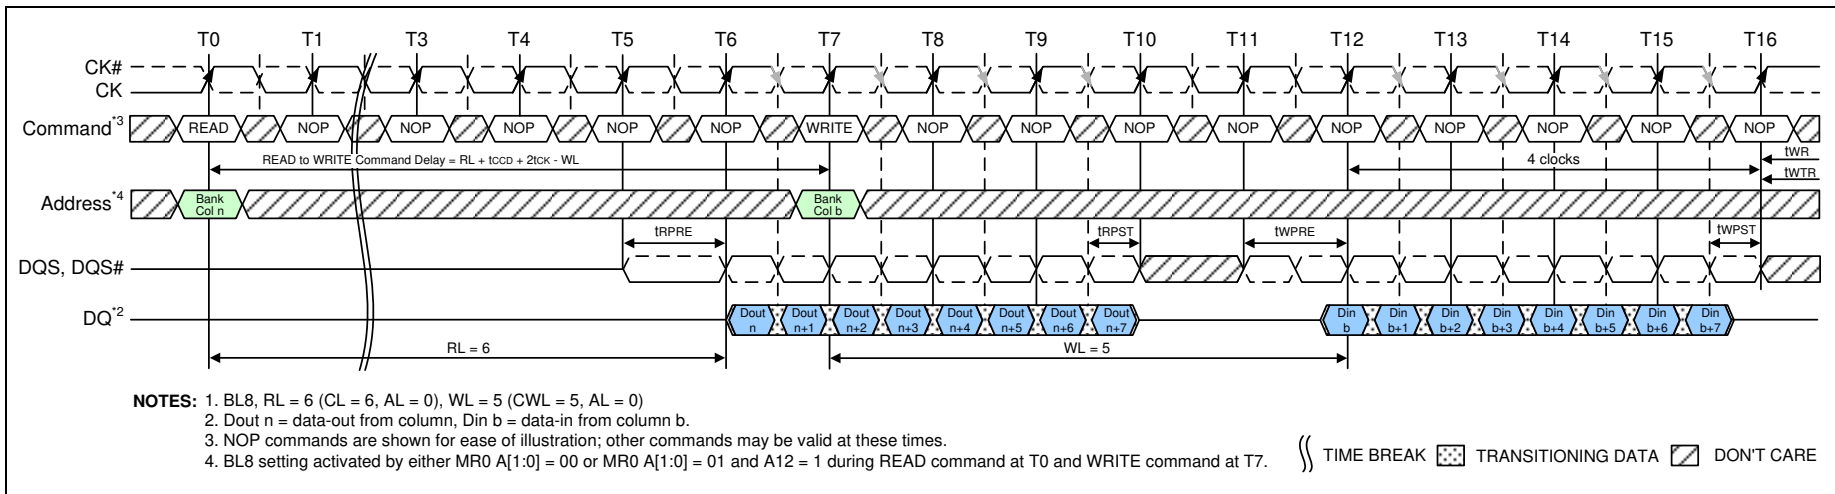 T0 T1 T3 T4 T5 T6 T7 T8 T9 T10 T11 T12 T13 T14 T15 T16
CK#
CK
Command*3 READ NOP NOP NOP NOP NOP WRITE NOP NOP NOP NOP NOP NOP NOP NOP NOP
READ to WRITE Command Delay = RL + tCCD + 2tCK - WL
4 clocks
tWR
tWTR
Address*4
Bank
Col n
Bank
Col b
tRPRE tRPST tWPRE tWPST
DQS, DQS#
DQ*2
Dout
n
Dout
n+1
Dout
n+2
Dout
n+3
Dout
n+4
Dout
n+5
Dout
n+6
Dout
n+7
Din
b
Din
b+1
Din
b+2
Din
b+3
Din
b+4
Din
b+5
Din
b+6
Din
b+7
RL = 6
WL = 5
NOTES: 1. BL8, RL = 6 (CL = 6, AL = 0), WL = 5 (CWL = 5, AL = 0)
2. Dout n = data-out from column, Din b = data-in from column b.
3. NOP commands are shown for ease of illustration; other commands may be valid at these times.
4. BL8 setting activated by either MR0 A[1:0] = 00 or MR0 A[1:0] = 01 and A12 = 1 during READ command at T0 and WRITE command at T7.
TIME BREAK TRANSITIONING DATA DON'T CARE